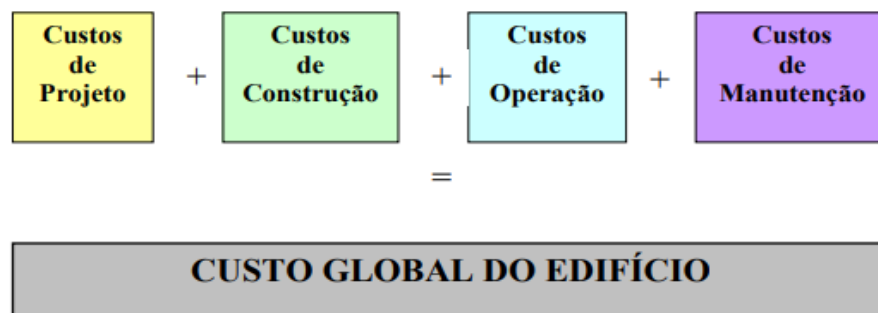 Custos
de
Projeto
+
Custos
de
Construção
+
Custos
de
Operação
+
Custos
de
Manutenção
=
CUSTO GLOBAL DO EDIFÍCIO